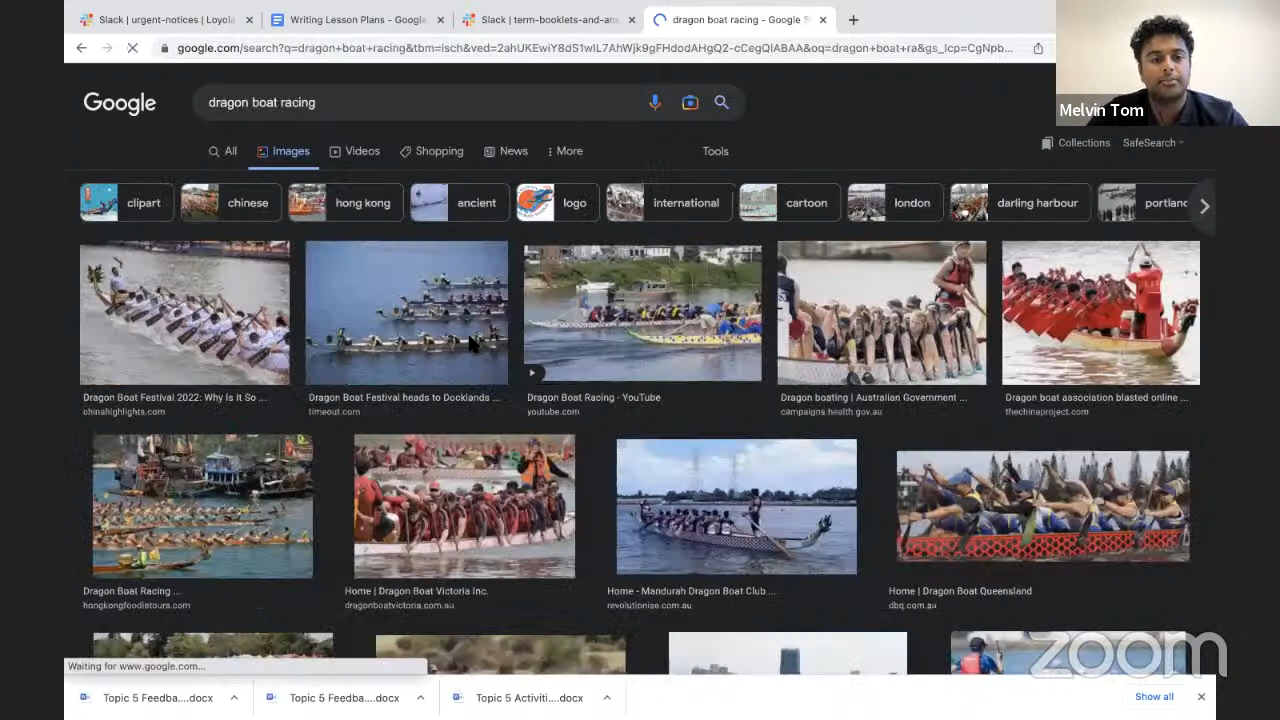 Slack | urgent-notices | Loyola
Writing Lesson Plans - Google
Slack | term-booklets-and-ans
dragon boat racing - Google S
google.com/search?q=dragon+boat+racing&tbm=isch&ved=2ahUKEwiY8dS1wIL7AhWjk9gFHdodAHgQ2-cCegQIABAA&oq=dragon+boat+ra&gs_lcp=CgNpb...
Melvin Tom
Google
dragon boat racing
All
Images
Videos
Shopping
News
More
Tools
Collections
SafeSearch
clipart
chinese
hong kong
ancient
logo
international
cartoon
london
darling harbour
portland
Dragon Boat Festival 2022: Why Is It So ...
chinahighlights.com
Dragon Boat Festival heads to Docklands ...
timeout.com
Dragon Boat Racing - YouTube
youtube.com
Dragon boating | Australian Government ...
campaigns.health.gov.au
Dragon boat association blasted online ...
thechinaproject.com
Dragon Boat Racing ...
hongkongfoodietours.com
Home | Dragon Boat Victoria Inc.
dragonboatvictoria.com.au
Home - Mandurah Dragon Boat Club ...
revolutionise.com.au
Home | Dragon Boat Queensland
dbq.com.au
zoom
Waiting for www.google.com...
Topic 5 Feedba....docx
Topic 5 Feedba....docx
Topic 5 Activiti....docx
Show all